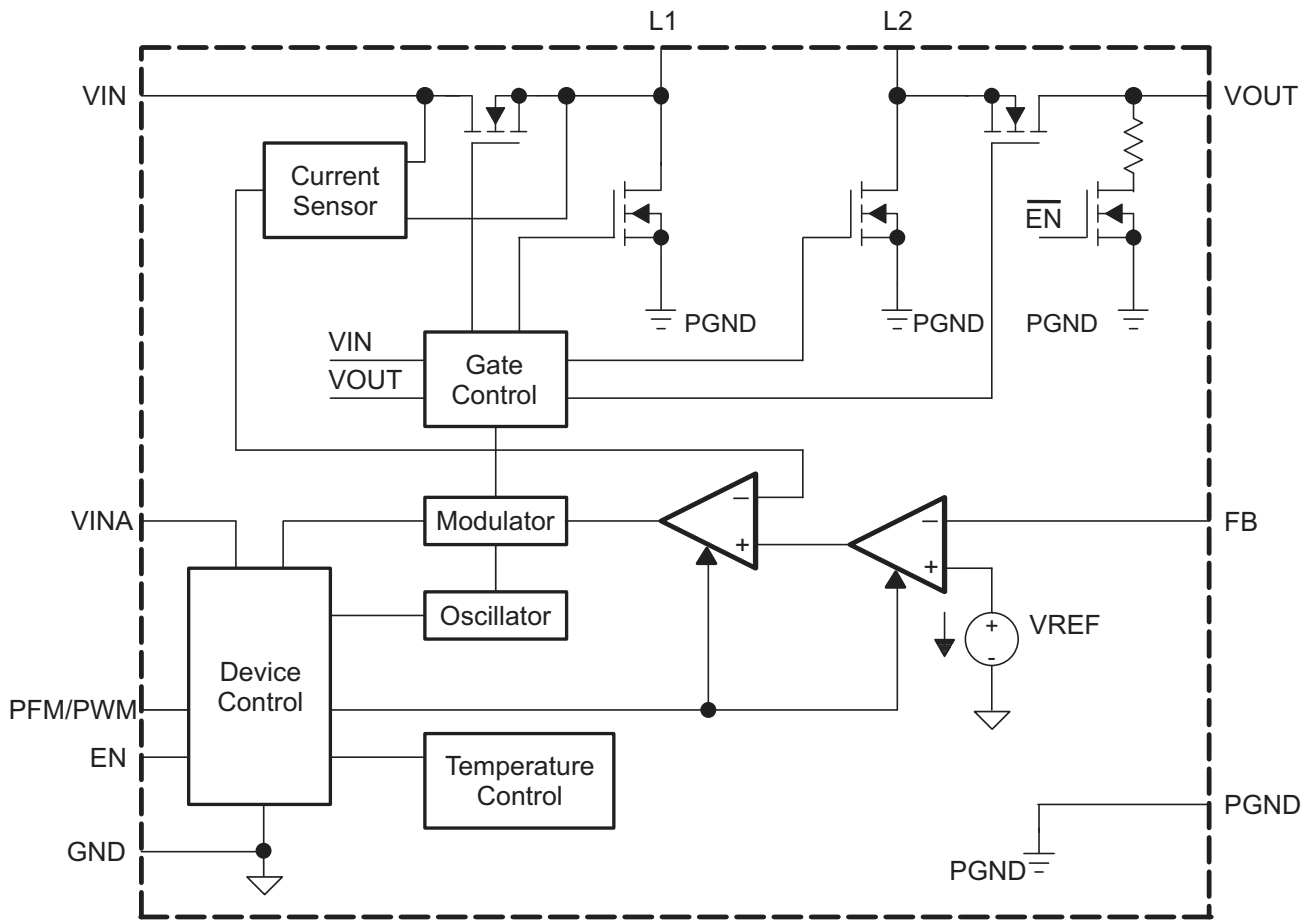 L1
L2
VIN
VOUT
Current
Sensor
E̅N̅
PGND
PGND
PGND
VIN
VOUT
Gate
Control
VINA
Modulator
−
+
−
+
FB
Oscillator
+
-
VREF
Device
Control
PFM/PWM
EN
Temperature
Control
PGND
GND
PGND